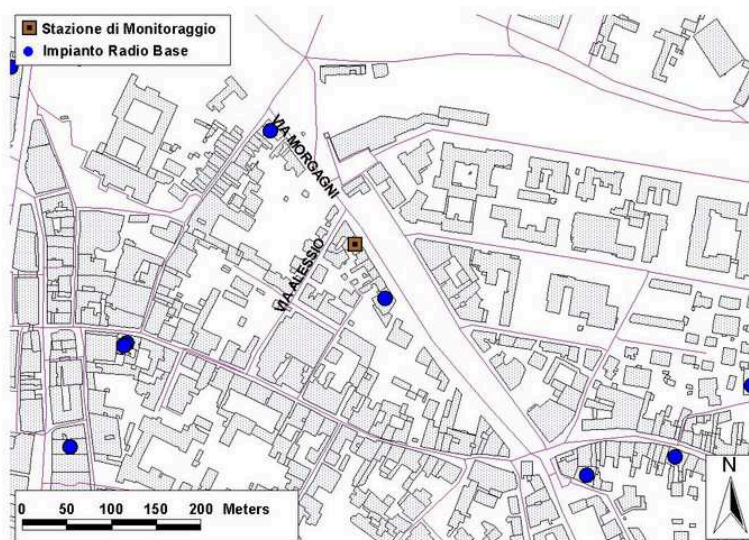 Stazione di Monitoraggio
Impianto Radio Base
VIA MORGAGNI
VIA ALESSIO
N
0 50 100 150 200 Meters